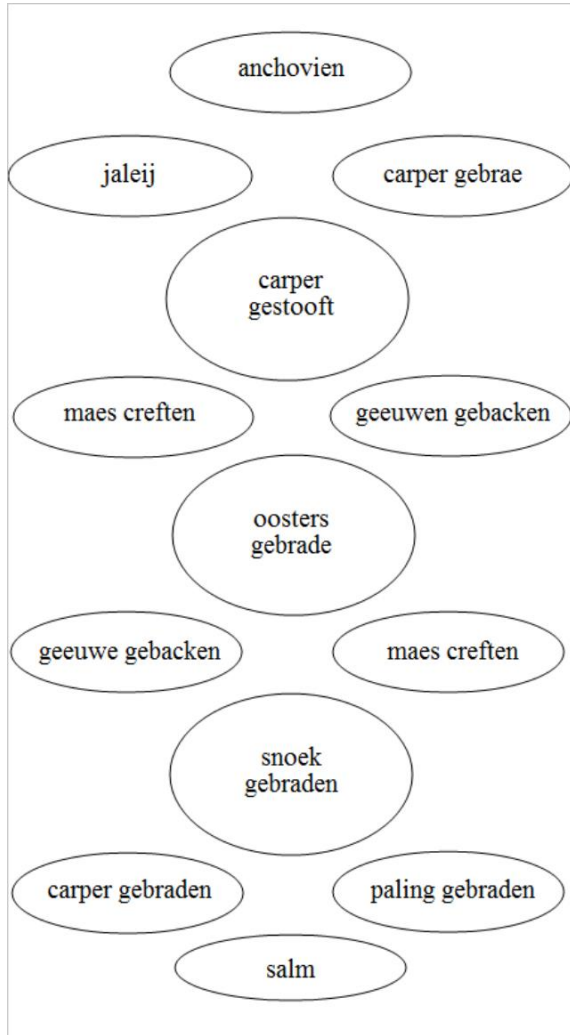 anchovien
jaleij
carper gebrae
carper
gestooft
maes creften
geeuwen gebacken
oosters
gebrade
geeuwe gebacken
maes creften
snoek
gebraden
carper gebraden
paling gebraden
salm